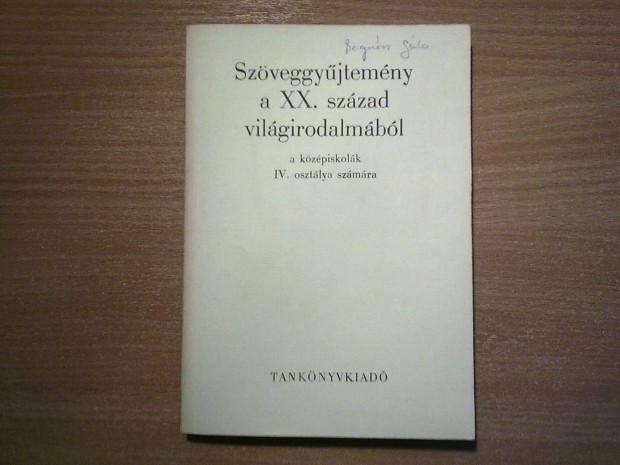 Szöveggyűjtemény
a XX. század
világirodalmából
a középiskolák
IV. osztálya számára
TANKÖNYVKIADÓ